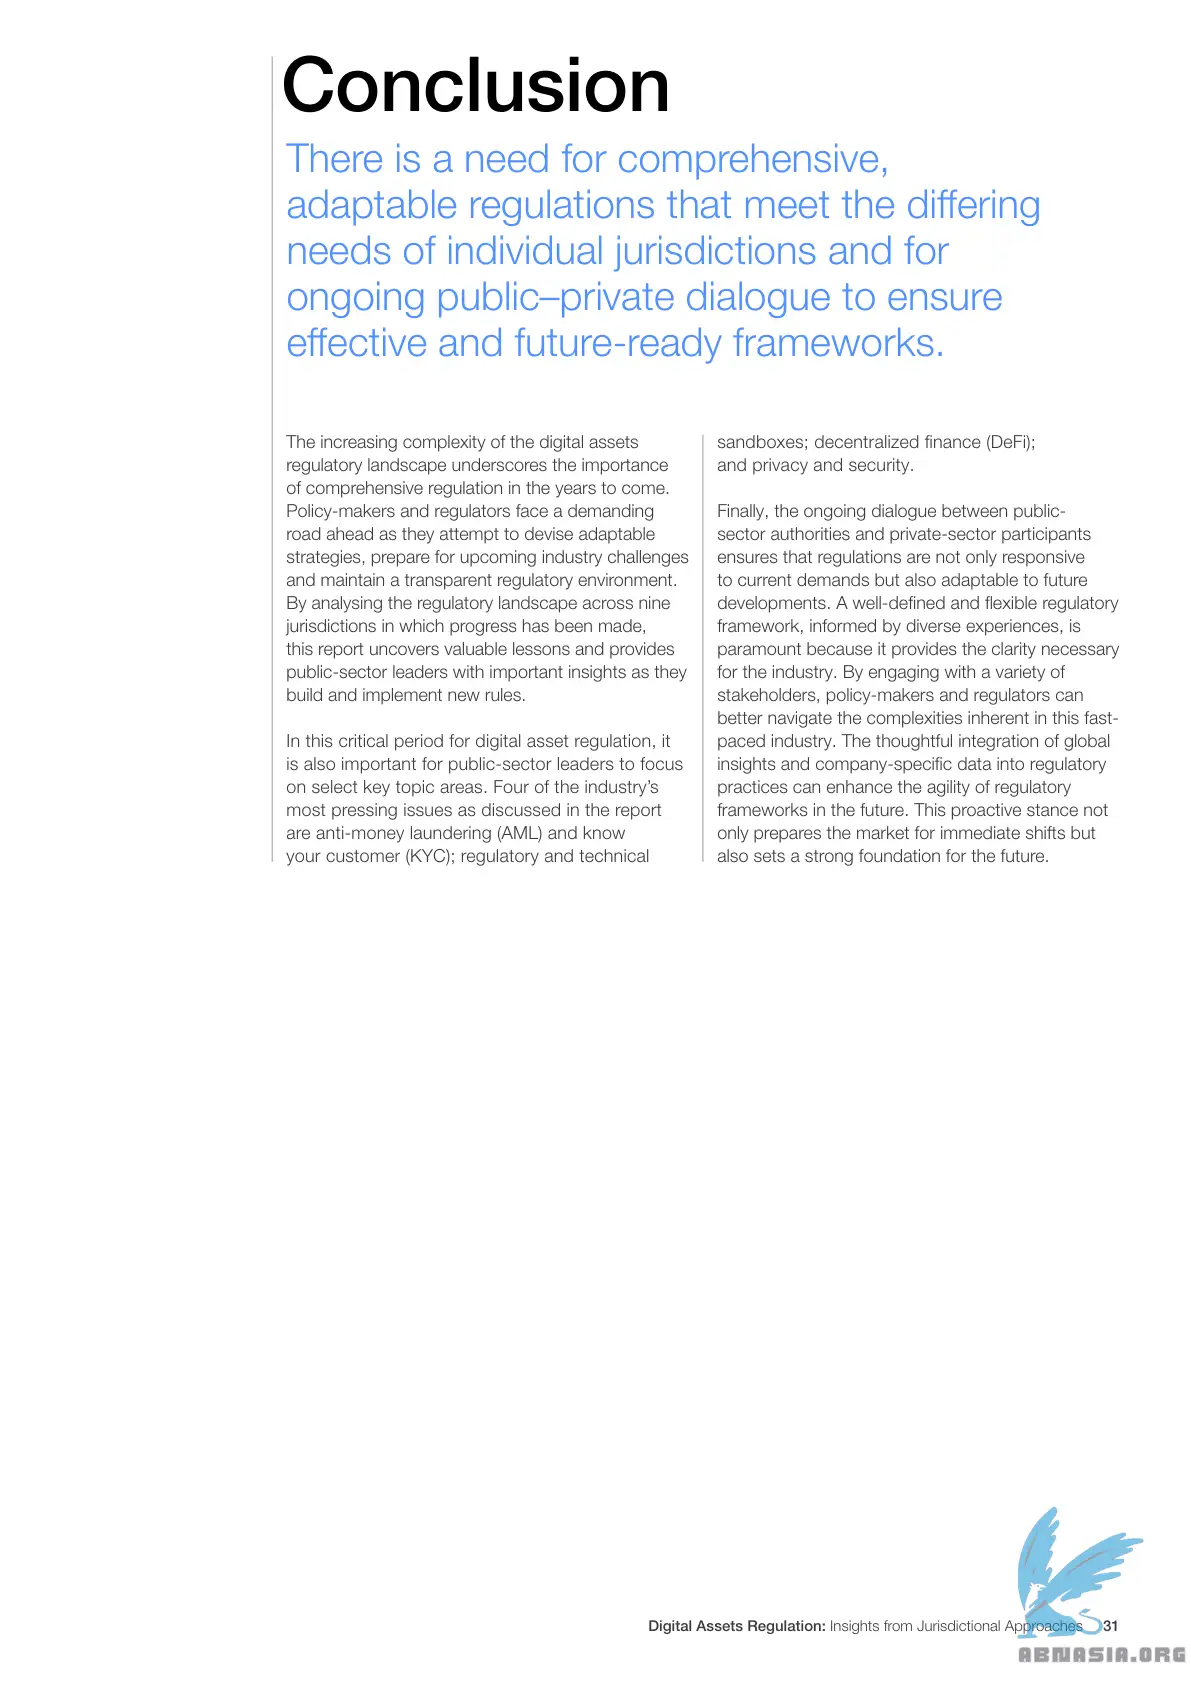 Conclusion
There is a need for comprehensive,
adaptable regulations that meet the differing
needs of individual jurisdictions and for
ongoing public–private dialogue to ensure
effective and future-ready frameworks.
The increasing complexity of the digital assets
regulatory landscape underscores the importance
of comprehensive regulation in the years to come.
Policy-makers and regulators face a demanding
road ahead as they attempt to devise adaptable
strategies, prepare for upcoming industry challenges
and maintain a transparent regulatory environment.
By analysing the regulatory landscape across nine
jurisdictions in which progress has been made,
this report uncovers valuable lessons and provides
public-sector leaders with important insights as they
build and implement new rules.
In this critical period for digital asset regulation, it
is also important for public-sector leaders to focus
on select key topic areas. Four of the industry’s
most pressing issues as discussed in the report
are anti-money laundering (AML) and know
your customer (KYC); regulatory and technical
sandboxes; decentralized finance (DeFi);
and privacy and security.
Finally, the ongoing dialogue between public-
sector authorities and private-sector participants
ensures that regulations are not only responsive
to current demands but also adaptable to future
developments. A well-defined and flexible regulatory
framework, informed by diverse experiences, is
paramount because it provides the clarity necessary
for the industry. By engaging with a variety of
stakeholders, policy-makers and regulators can
better navigate the complexities inherent in this fast-
paced industry. The thoughtful integration of global
insights and company-specific data into regulatory
practices can enhance the agility of regulatory
frameworks in the future. This proactive stance not
only prepares the market for immediate shifts but
also sets a strong foundation for the future.
Digital Assets Regulation: Insights from Jurisdictional Approaches 31
ABNASIA.ORG